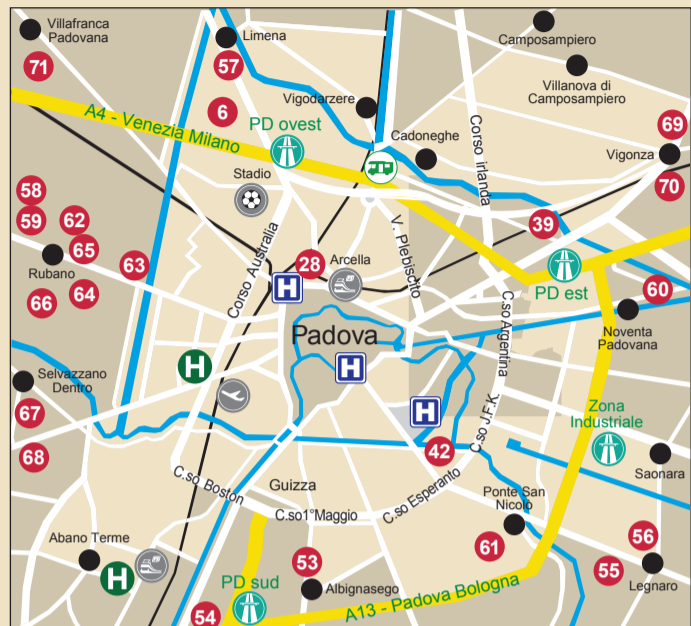 Villafranca
Padovana
71
Limena
57
6
Vigodarzere
Camposampiero
Villanova di
Camposampiero
69
Vigonza
70
A4 - Venezia Milano
PD ovest
Cadoneghe
Corso irlanda
Stadio
58
59
62
65
Rubano
63
66
64
Corso Australia
28
Arcella
V. Plebiscito
39
PD est
60
Noventa
Padovana
H
Padova
C.so Argentina
H
H
H
Selvazzano
Dentro
67
68
C.so J.F.K.
Zona
Industriale
42
Saonara
C.so Boston
Guizza
C.so1°Maggio
C.so Esperanto
Ponte San
Nicolò
61
56
55
Legnaro
Abano Terme
H
53
Albignasego
PD sud
54
A13 - Padova Bologna